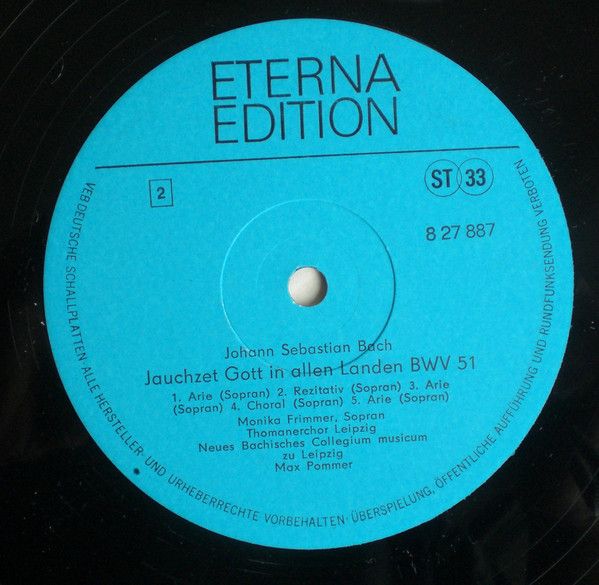 ETERNA
EDITION
2
ST 33
8 27 887
Johann Sebastian Bach
Jauchzet Gott in allen Landen BWV 51
1. Arie (Sopran) 2. Rezitativ (Sopran) 3. Arie
(Sopran) 4. Choral (Sopran) 5. Arie (Sopran)
Monika Frimmer, Sopran
Thomanerchor Leipzig
Neues Bachisches Collegium musicum
zu Leipzig
Max Pommer
VEB DEUTSCHE SCHALLPLATTEN ALLE HERSTELLER- UND URHEBERRECHTE VORBEHALTEN · ÜBERSPIELUNG, ÖFFENTLICHE AUFFÜHRUNG UND RUNDFUNKSENDUNG VERBOTEN